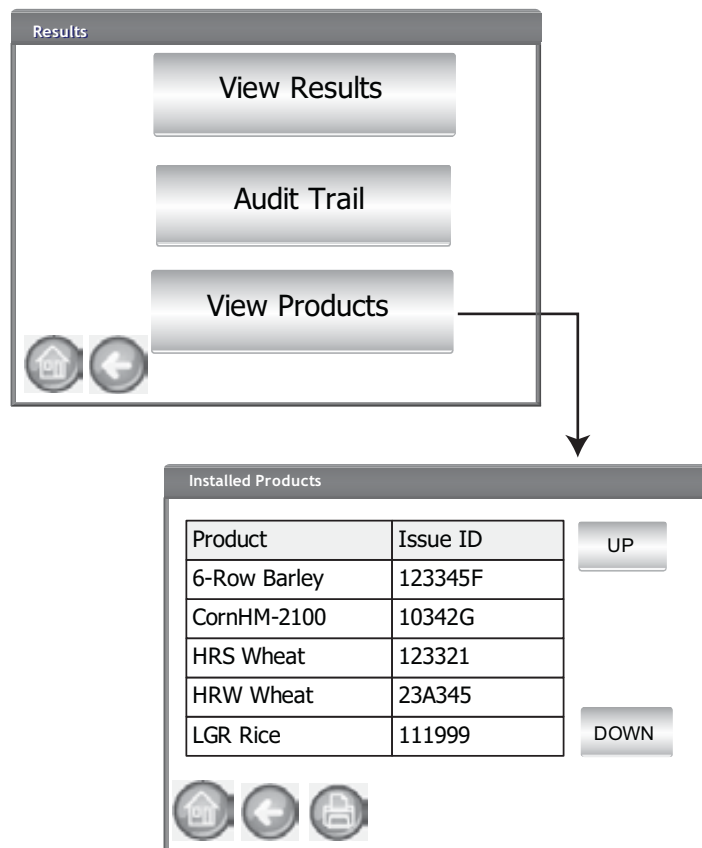 Results
View Results
Audit Trail
View Products
Installed Products
Product Issue ID
6-Row Barley 123345F
CornHM-2100 10342G
HRS Wheat 123321
HRW Wheat 23A345
LGR Rice 111999
UP
DOWN